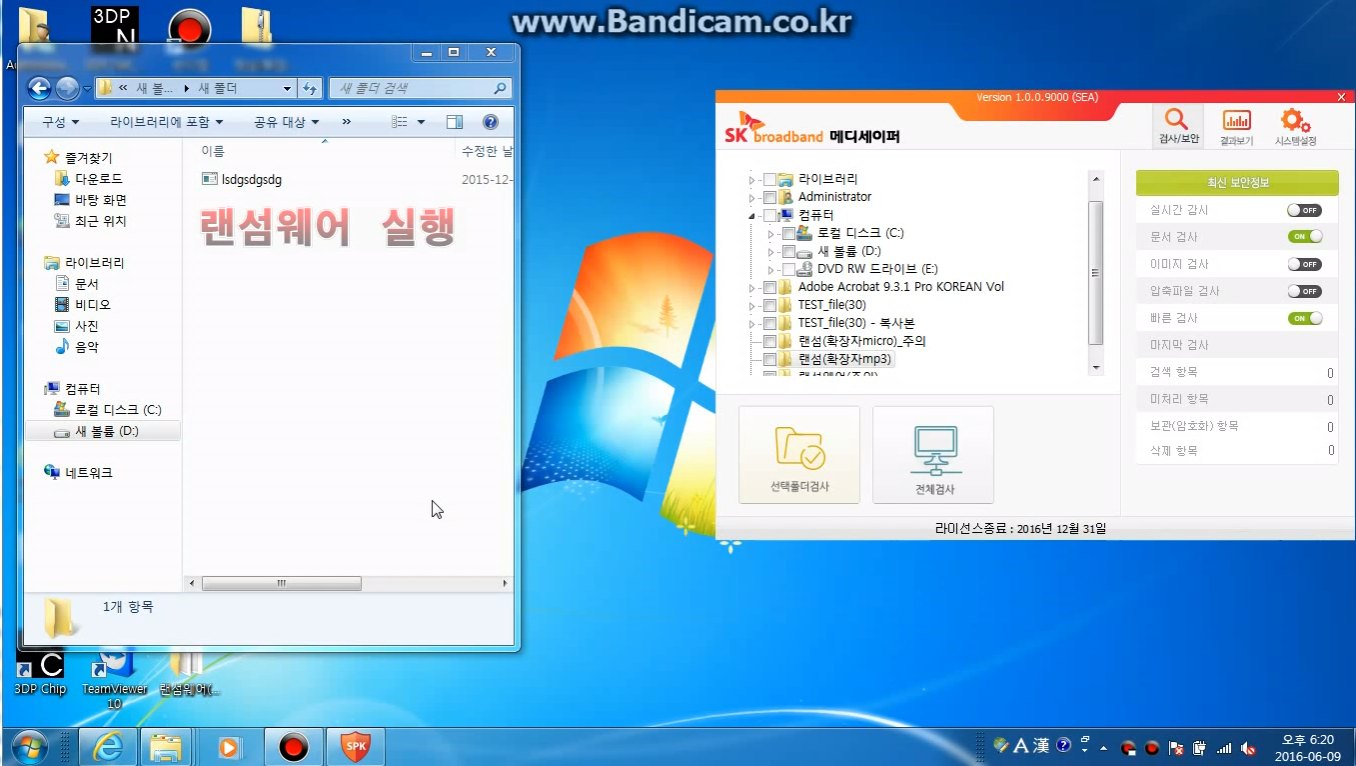 www.Bandicam.co.kr
3DP
N
새 볼...
새 폴더
새 폴더 검색
구성
라이브러리에 포함
공유 대상
»
즐겨찾기
다운로드
바탕 화면
최근 위치
라이브러리
문서
비디오
사진
음악
컴퓨터
로컬 디스크 (C:)
새 볼륨 (D:)
네트워크
이름
수정한 날
lsdgsdgsdg
2015-12-
랜섬웨어 실행
1개 항목
Version 1.0.0.9000 (SEA)
SK broadband 메디세이퍼
검사/보안
결과보기
시스템설정
라이브러리
Administrator
컴퓨터
로컬 디스크 (C:)
새 볼륨 (D:)
DVD RW 드라이브 (E:)
Adobe Acrobat 9.3.1 Pro KOREAN Vol
TEST_file(30)
TEST_file(30) - 복사본
랜섬(확장자micro)_주의
랜섬(확장자mp3)
선택폴더검사
전체검사
최신 보안정보
실시간 검사 OFF
문서 검사 ON
이미지 검사 OFF
압축파일 검사 OFF
빠른 검사 ON
마지막 검사
검색 항목 0
미처리 항목 0
보관(암호화) 항목 0
삭제 항목 0
라이선스종료 : 2016년 12월 31일
C
3DP Chip
TeamViewer
10
랜섬웨어(...
SPK
A 漢
오후 6:20
2016-06-09